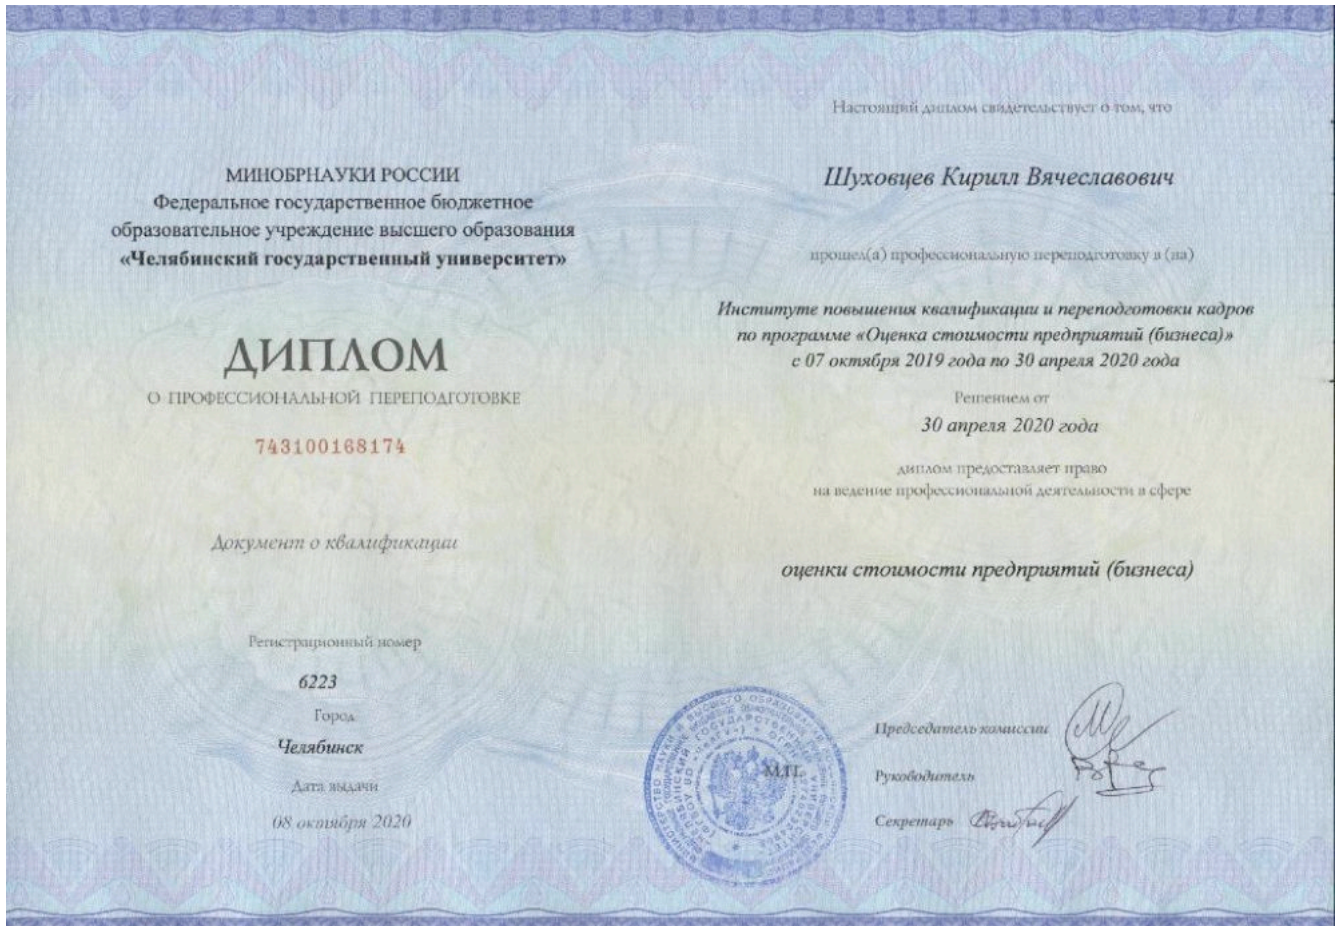 МИНОБРНАУКИ РОССИИ
Федеральное государственное бюджетное
образовательное учреждение высшего образования
«Челябинский государственный университет»
ДИПЛОМ
О ПРОФЕССИОНАЛЬНОЙ ПЕРЕПОДГОТОВКЕ
743100168174
Документ о квалификации
Регистрационный номер
6223
Город
Челябинск
Дата выдачи
08 октября 2020
Настоящий диплом свидетельствует о том, что
Шуховцев Кирилл Вячеславович
прошел(а) профессиональную переподготовку в (на)
Институте повышения квалификации и переподготовки кадров
по программе «Оценка стоимости предприятий (бизнеса)»
с 07 октября 2019 года по 30 апреля 2020 года
Решением от
30 апреля 2020 года
диплом предоставляет право
на ведение профессиональной деятельности в сфере
оценки стоимости предприятий (бизнеса)
Председатель комиссии
М.П.
Руководитель
Секретарь